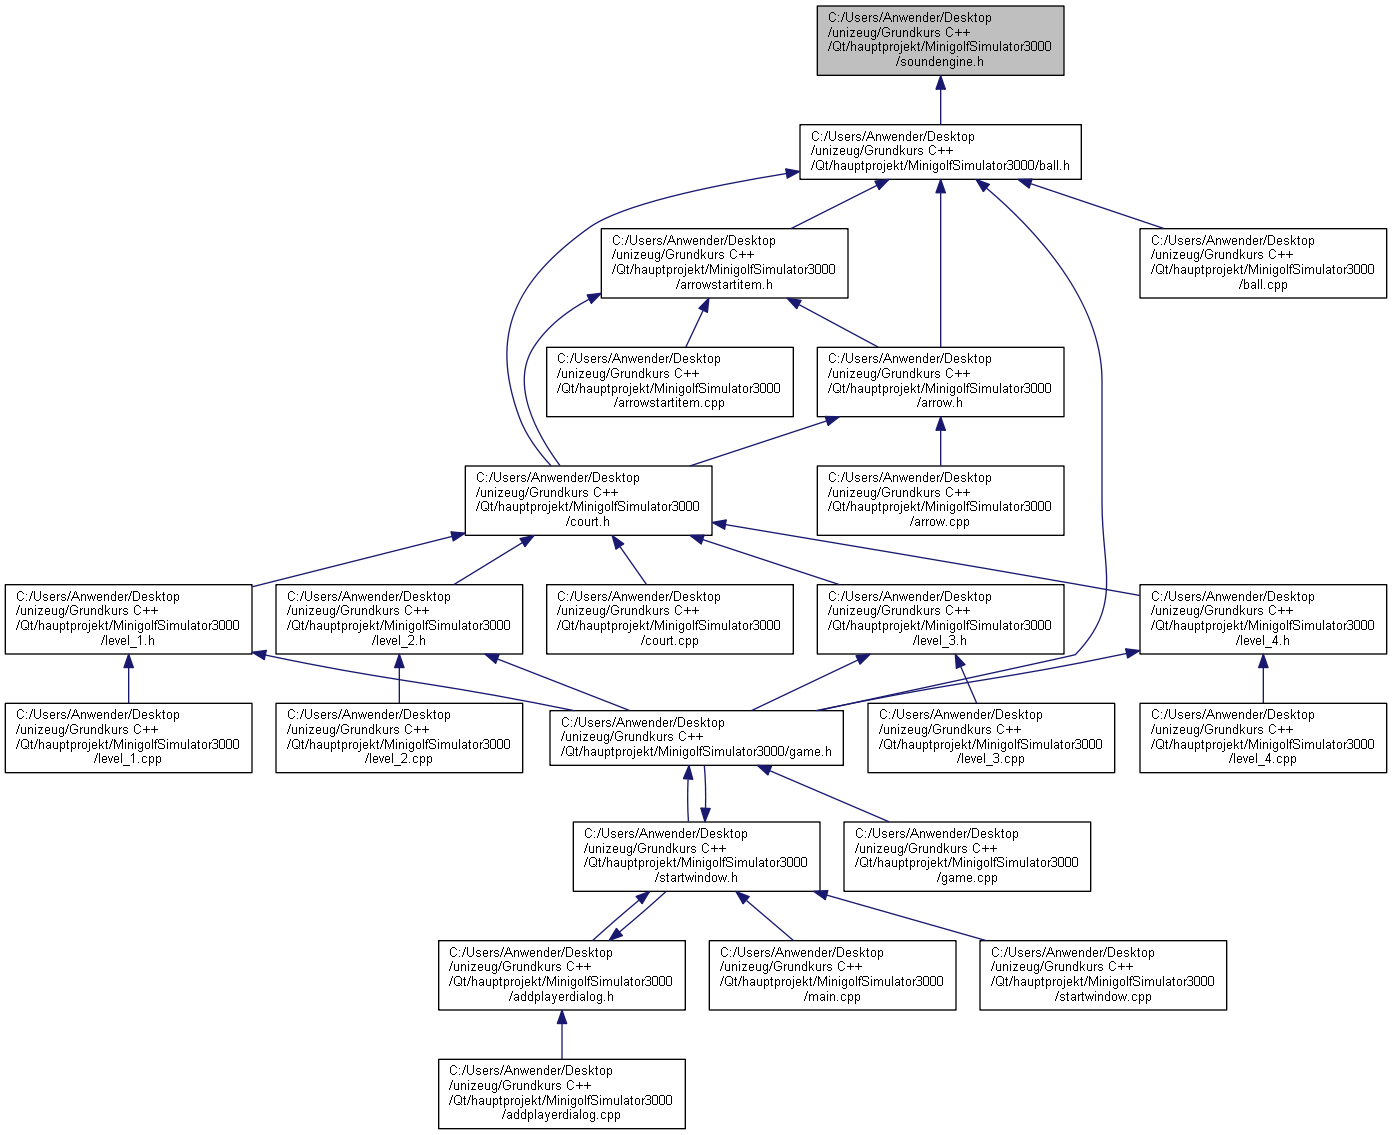 C:/Users/Anwender/Desktop
/unizeug/Grundkurs C++
/Qt/hauptprojekt/MinigolfSimulator3000
/soundengine.h
C:/Users/Anwender/Desktop
/unizeug/Grundkurs C++
/Qt/hauptprojekt/MinigolfSimulator3000/ball.h
C:/Users/Anwender/Desktop
/unizeug/Grundkurs C++
/Qt/hauptprojekt/MinigolfSimulator3000
/arrowstartitem.h
C:/Users/Anwender/Desktop
/unizeug/Grundkurs C++
/Qt/hauptprojekt/MinigolfSimulator3000
/ball.cpp
C:/Users/Anwender/Desktop
/unizeug/Grundkurs C++
/Qt/hauptprojekt/MinigolfSimulator3000
/arrowstartitem.cpp
C:/Users/Anwender/Desktop
/unizeug/Grundkurs C++
/Qt/hauptprojekt/MinigolfSimulator3000
/arrow.h
C:/Users/Anwender/Desktop
/unizeug/Grundkurs C++
/Qt/hauptprojekt/MinigolfSimulator3000
/court.h
C:/Users/Anwender/Desktop
/unizeug/Grundkurs C++
/Qt/hauptprojekt/MinigolfSimulator3000
/arrow.cpp
C:/Users/Anwender/Desktop
/unizeug/Grundkurs C++
/Qt/hauptprojekt/MinigolfSimulator3000
/level_1.h
C:/Users/Anwender/Desktop
/unizeug/Grundkurs C++
/Qt/hauptprojekt/MinigolfSimulator3000
/level_2.h
C:/Users/Anwender/Desktop
/unizeug/Grundkurs C++
/Qt/hauptprojekt/MinigolfSimulator3000
/court.cpp
C:/Users/Anwender/Desktop
/unizeug/Grundkurs C++
/Qt/hauptprojekt/MinigolfSimulator3000
/level_3.h
C:/Users/Anwender/Desktop
/unizeug/Grundkurs C++
/Qt/hauptprojekt/MinigolfSimulator3000
/level_4.h
C:/Users/Anwender/Desktop
/unizeug/Grundkurs C++
/Qt/hauptprojekt/MinigolfSimulator3000
/level_1.cpp
C:/Users/Anwender/Desktop
/unizeug/Grundkurs C++
/Qt/hauptprojekt/MinigolfSimulator3000
/level_2.cpp
C:/Users/Anwender/Desktop
/unizeug/Grundkurs C++
/Qt/hauptprojekt/MinigolfSimulator3000/game.h
C:/Users/Anwender/Desktop
/unizeug/Grundkurs C++
/Qt/hauptprojekt/MinigolfSimulator3000
/level_3.cpp
C:/Users/Anwender/Desktop
/unizeug/Grundkurs C++
/Qt/hauptprojekt/MinigolfSimulator3000
/level_4.cpp
C:/Users/Anwender/Desktop
/unizeug/Grundkurs C++
/Qt/hauptprojekt/MinigolfSimulator3000
/startwindow.h
C:/Users/Anwender/Desktop
/unizeug/Grundkurs C++
/Qt/hauptprojekt/MinigolfSimulator3000
/game.cpp
C:/Users/Anwender/Desktop
/unizeug/Grundkurs C++
/Qt/hauptprojekt/MinigolfSimulator3000
/addplayerdialog.h
C:/Users/Anwender/Desktop
/unizeug/Grundkurs C++
/Qt/hauptprojekt/MinigolfSimulator3000
/main.cpp
C:/Users/Anwender/Desktop
/unizeug/Grundkurs C++
/Qt/hauptprojekt/MinigolfSimulator3000
/startwindow.cpp
C:/Users/Anwender/Desktop
/unizeug/Grundkurs C++
/Qt/hauptprojekt/MinigolfSimulator3000
/addplayerdialog.cpp